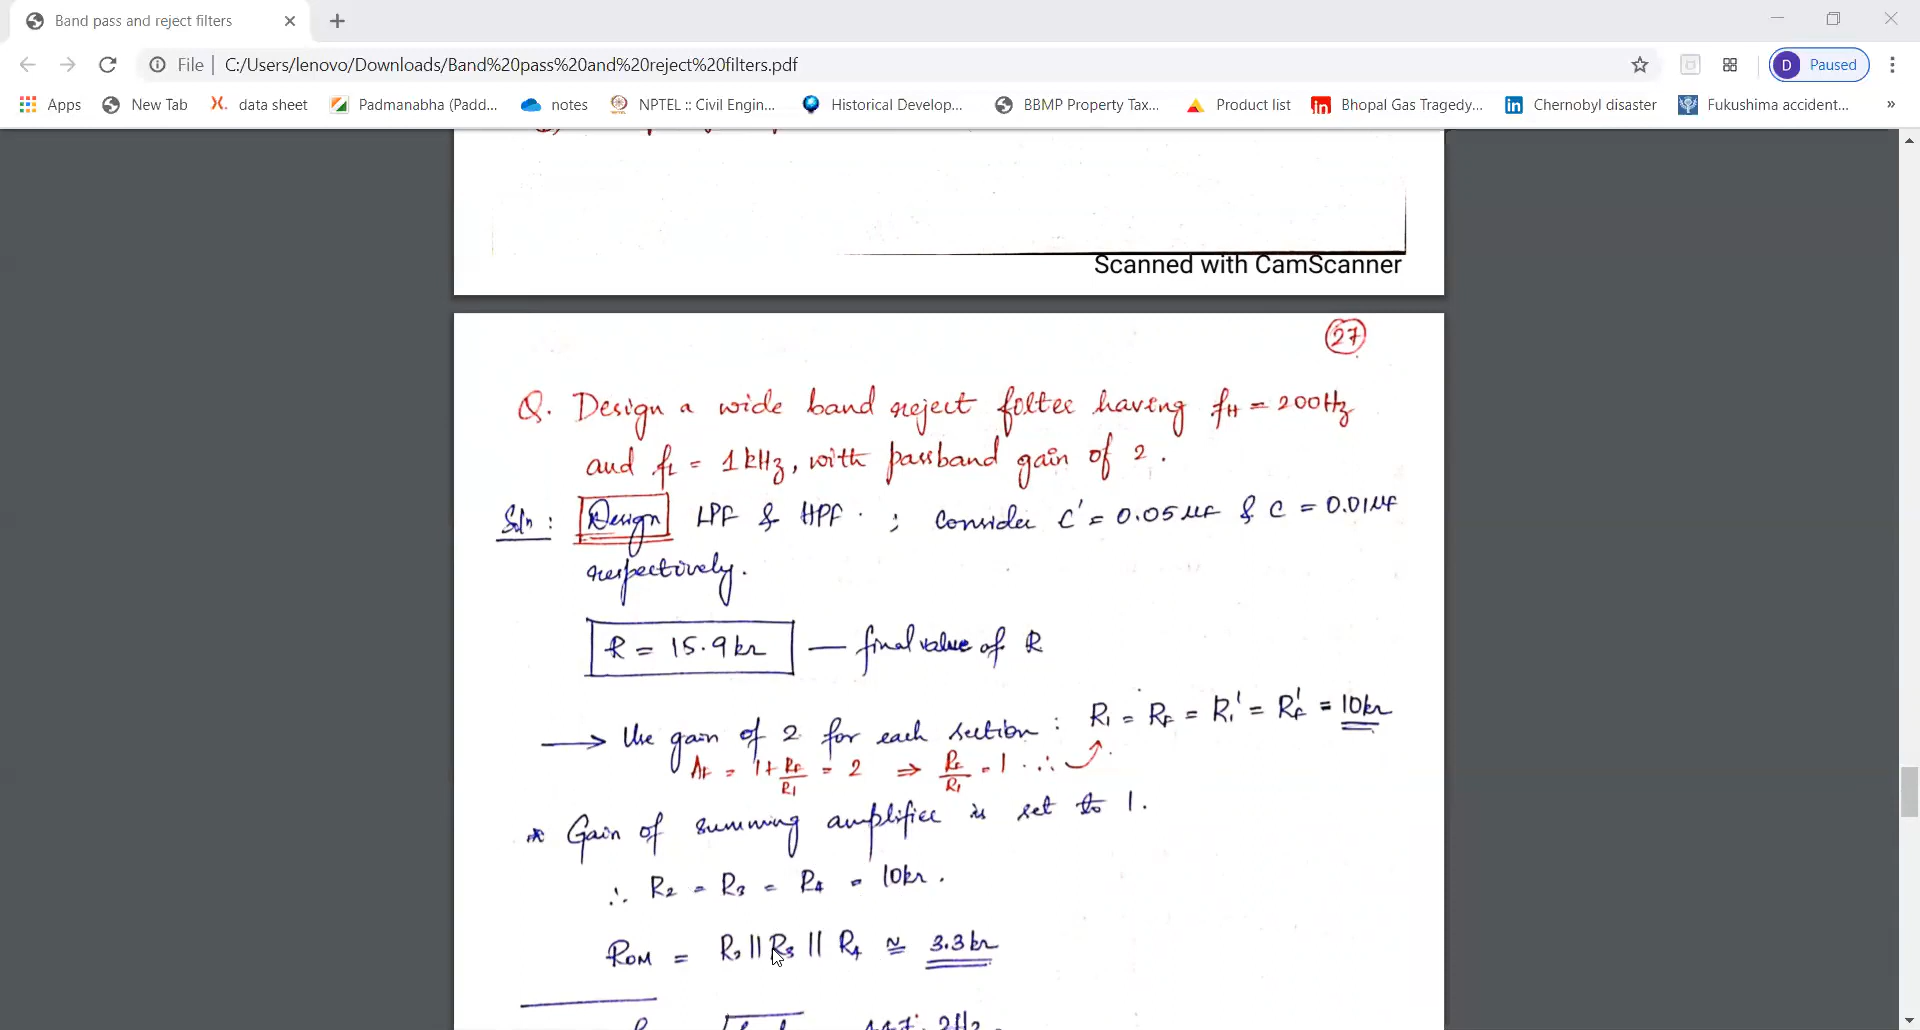 Band pass and reject filters
File | C:/Users/lenovo/Downloads/Band%20pass%20and%20reject%20filters.pdf
D Paused
Apps New Tab X. data sheet Padmanabha (Padd... notes NPTEL :: Civil Engin... Historical Develop... BBMP Property Tax... Product list Bhopal Gas Tragedy... Chernobyl disaster Fukushima accident... »
Scanned with CamScanner
27
Q. Design a wide band reject filter having fH = 200Hz
and fL = 1kHz, with passband gain of 2.
Soln : Design LPF & HPF. ; Consider C' = 0.05 µF & C = 0.01µF
respectively.
R = 15.9kΩ — final value of R
→ Use gain of 2 for each section : R1 = RF = R1' = RF' = 10kΩ
AF = 1 + RF/R1 = 2 ⇒ RF/R1 = 1 ∴
* Gain of summing amplifier is set to 1.
∴ R2 = R3 = R4 = 10kΩ.
ROM = R2 || R3 || R4 ≅ 3.3kΩ